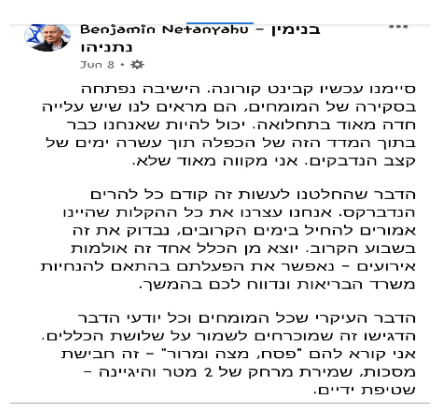 Benjamin Netanyahu - בנימין
נתניהו
Jun 8
סיימנו עכשיו קבינט קורונה. הישיבה נפתחה
בסקירה של המומחים, הם מראים לנו שיש עלייה
חדה מאוד בתחלואה. יכול להיות שאנחנו כבר
בתוך המדד הזה של הכפלה תוך עשרה ימים של
קצב הנדבקים. אני מקווה מאוד שלא.
הדבר שהחלטנו לעשות זה קודם כל להרים
הנדברקס. אנחנו עצרנו את כל ההקלות שהיינו
אמורים להחיל בימים הקרובים, נבדוק את זה
בשבוע הקרוב. יוצא מן הכלל אחד זה אולמות
אירועים - נאפשר את הפעלתם בהתאם להנחיות
משרד הבריאות ונדווח לכם בהמשך.
הדבר העיקרי שכל המומחים וכל יודעי הדבר
הדגישו זה שמוכרחים לשמור על שלושת הכללים.
אני קורא להם "פסח, מצה ומרור" - זה חבישת
מסכות, שמירת מרחק של 2 מטר והיגיינה -
שטיפת ידיים.